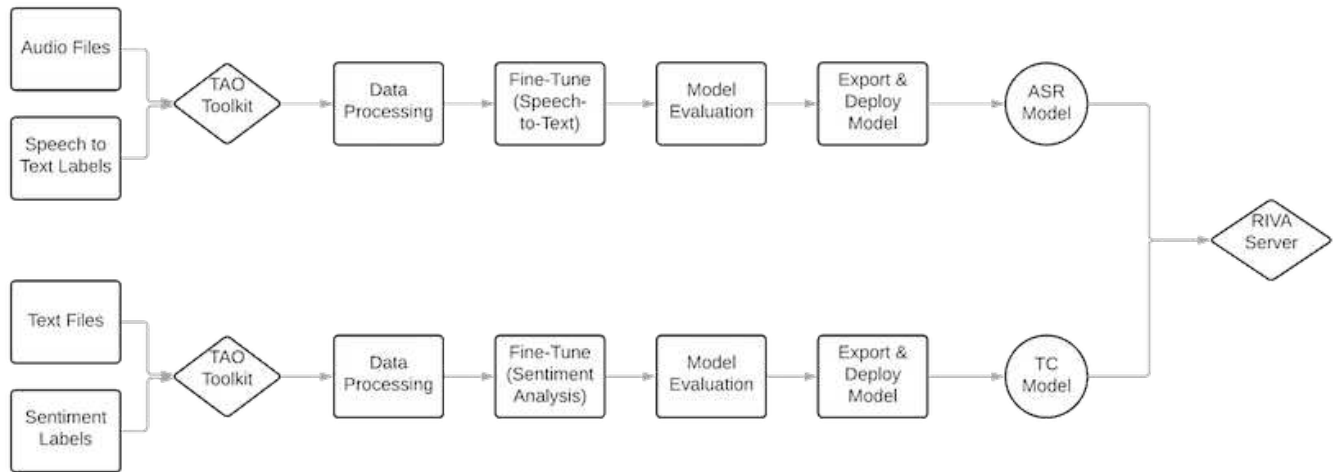 Audio Files
Speech to
Text Labels
TAO
Toolkit
Data
Processing
Fine-Tune
(Speech-
to-Text)
Model
Evaluation
Export &
Deploy
Model
ASR
Model
RIVA
Server
Text Files
Sentiment
Labels
TAO
Toolkit
Data
Processing
Fine-Tune
(Sentiment
Analysis)
Model
Evaluation
Export &
Deploy
Model
TC
Model